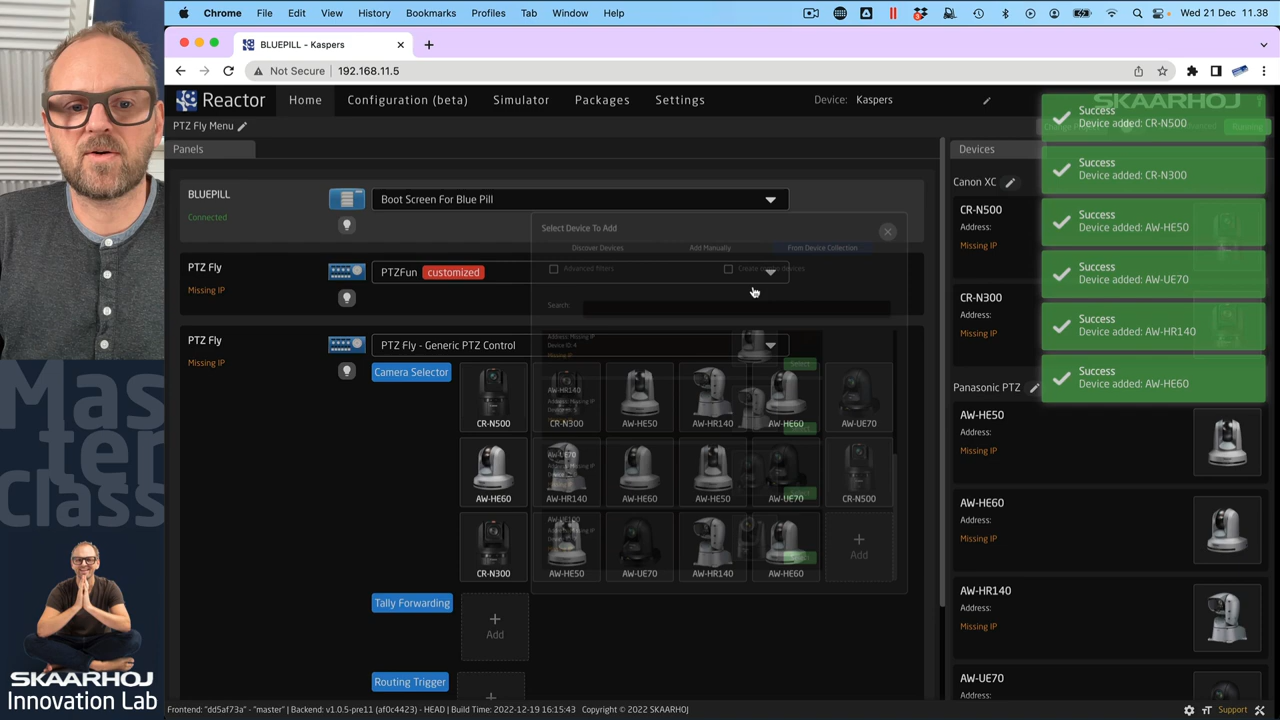 Chrome File Edit View History Bookmarks Profiles Tab Window Help Wed 21 Dec 11.38
BLUEPILL - Kaspers
Not Secure 192.168.11.5
Reactor Home Configuration (beta) Simulator Packages Settings Device: Kaspers SKAARHOJ
PTZ Fly Menu
Panels
Devices
BLUEPILL
Connected
Boot Screen For Blue Pill
Select Device To Add
Discover Devices Add Manually From Device Collection
PTZ Fly
Missing IP
PTZFun customized
Advanced filters
Search:
PTZ Fly
Missing IP
PTZ Fly - Generic PTZ Control
Camera Selector
CR-N500 CR-N300 AW-HE50 AW-HR140 AW-HE60 AW-UE70
AW-HE60 AW-HR140 AW-HE60 AW-HE50 AW-UE70 CR-N500
CR-N300 AW-HE50 AW-UE70 AW-HR140 AW-HE60 Add
Tally Forwarding
Add
Routing Trigger
Canon XC
CR-N500
Address:
Missing IP
CR-N300
Address:
Missing IP
Panasonic PTZ
AW-HE50
Address:
Missing IP
AW-HE60
Address:
Missing IP
AW-HR140
Address:
Missing IP
AW-UE70
Address:
Success
Device added: CR-N500
Success
Device added: CR-N300
Success
Device added: AW-HE50
Success
Device added: AW-UE70
Success
Device added: AW-HR140
Success
Device added: AW-HE60
Master
Class
SKAARHOJ
Innovation Lab
Frontend: "dd5af73a" - "master" | Backend: v1.0.5-pre11 (af0c4423) - HEAD | Build Time: 2022-12-19 16:15:43 Copyright © 2022 SKAARHOJ
Support